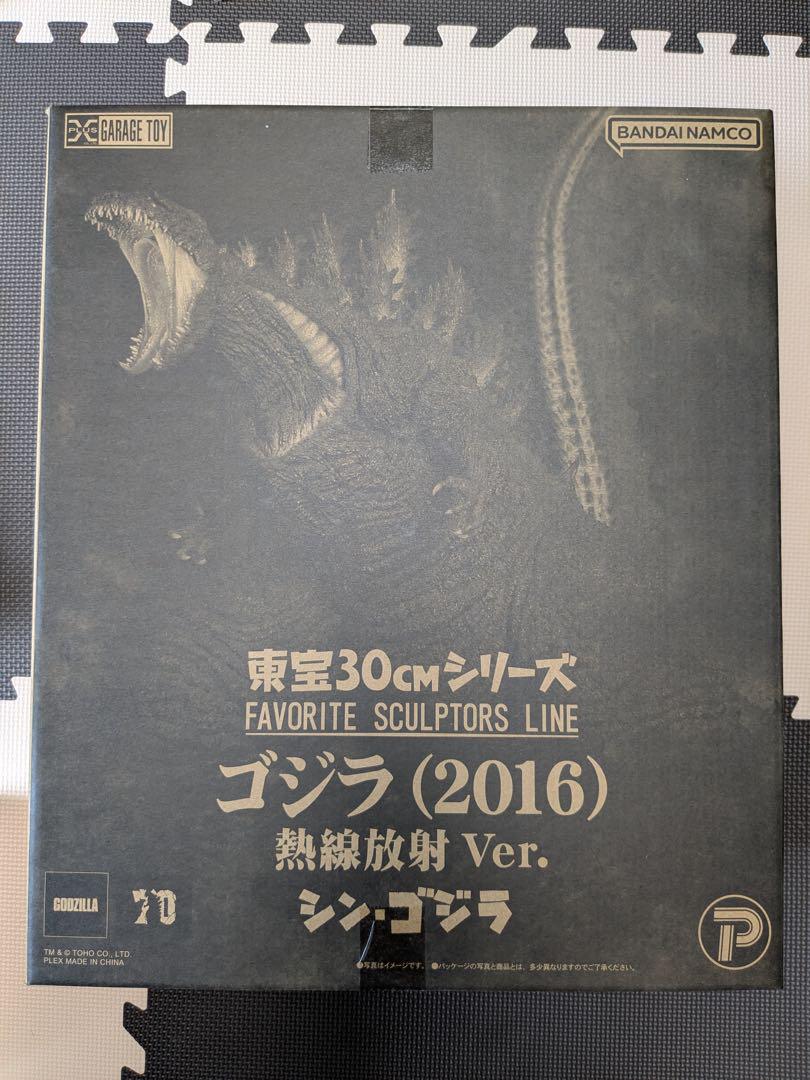 X PLUS GARAGE TOY
BANDAI NAMCO
東宝30CMシリーズ
FAVORITE SCULPTORS LINE
ゴジラ(2016)
熱線放射 Ver.
シン・ゴジラ
GODZILLA
70
TM & © TOHO CO., LTD.
PLEX MADE IN CHINA
●写真はイメージです。 ●パッケージの写真と商品とは、多少異なりますのでご了承ください。
P